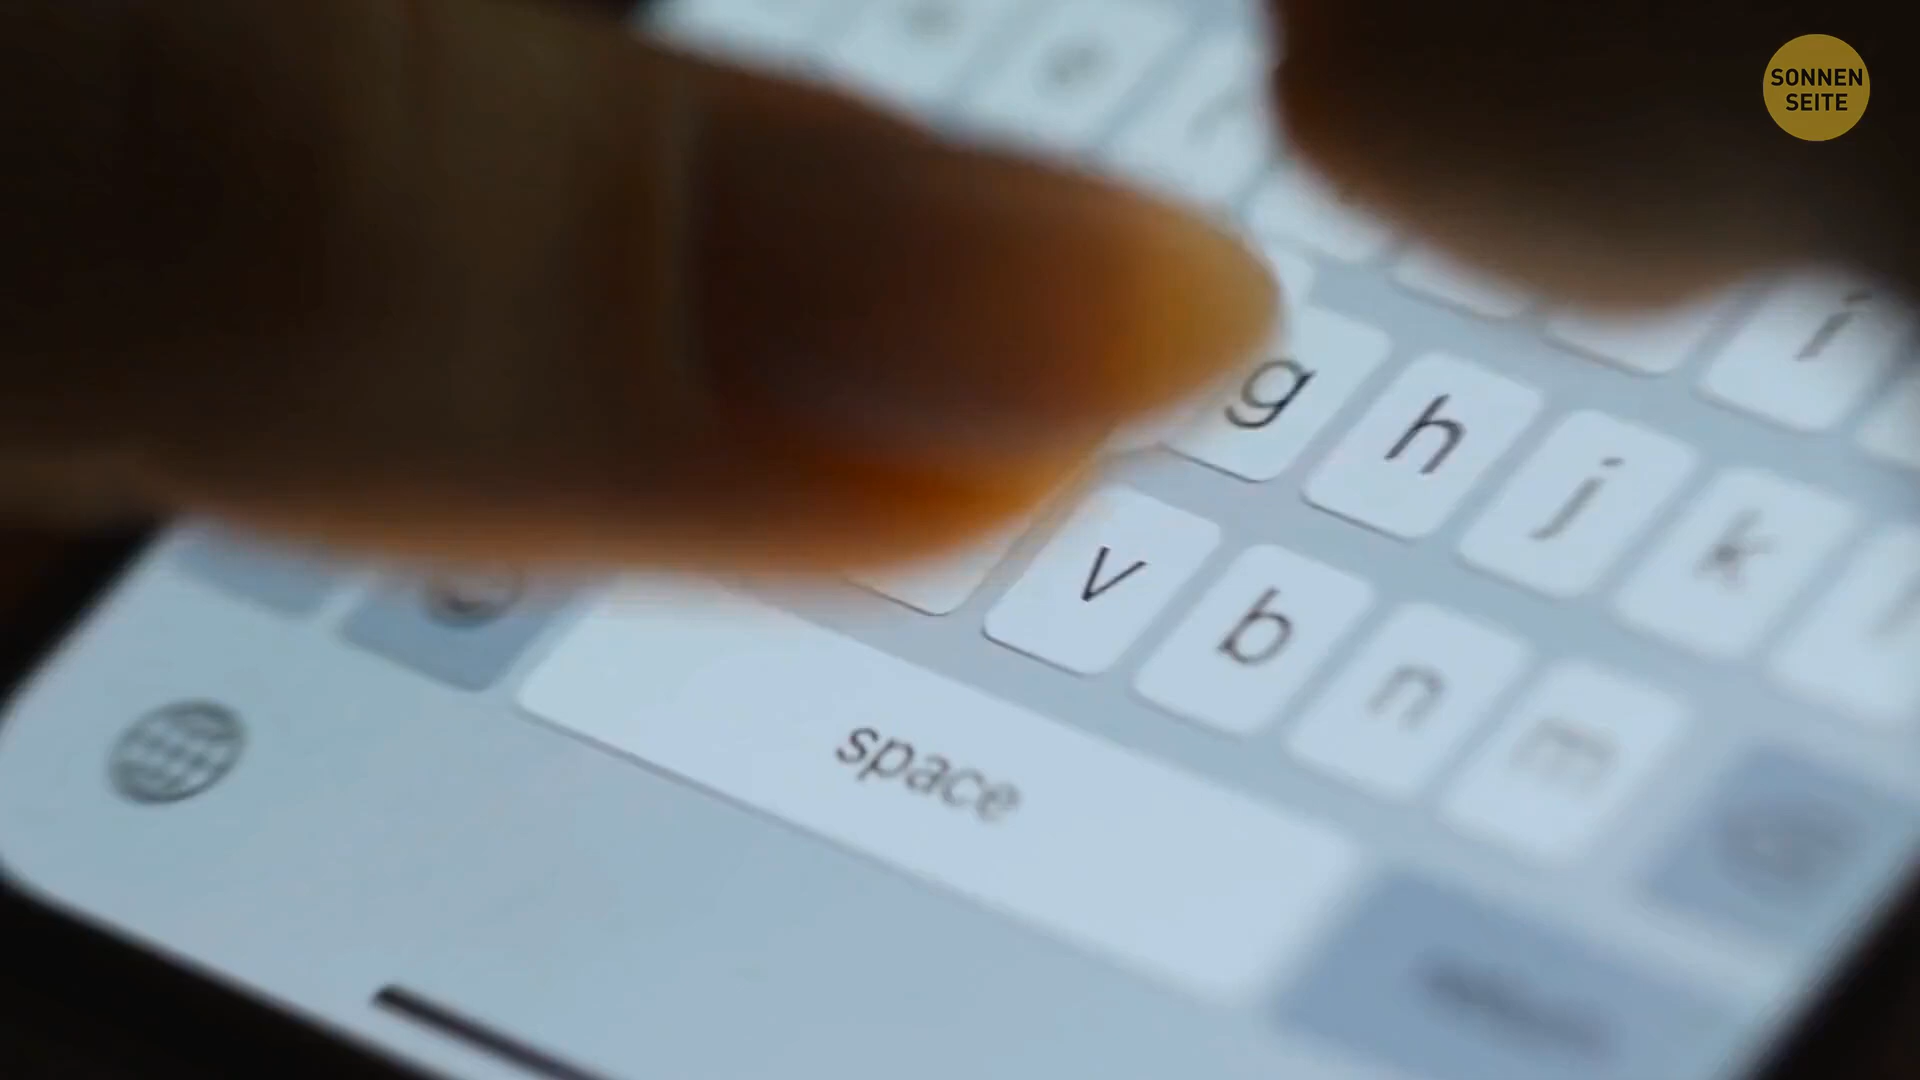 SONNEN
SEITE
i
g h j k
v b n m
space